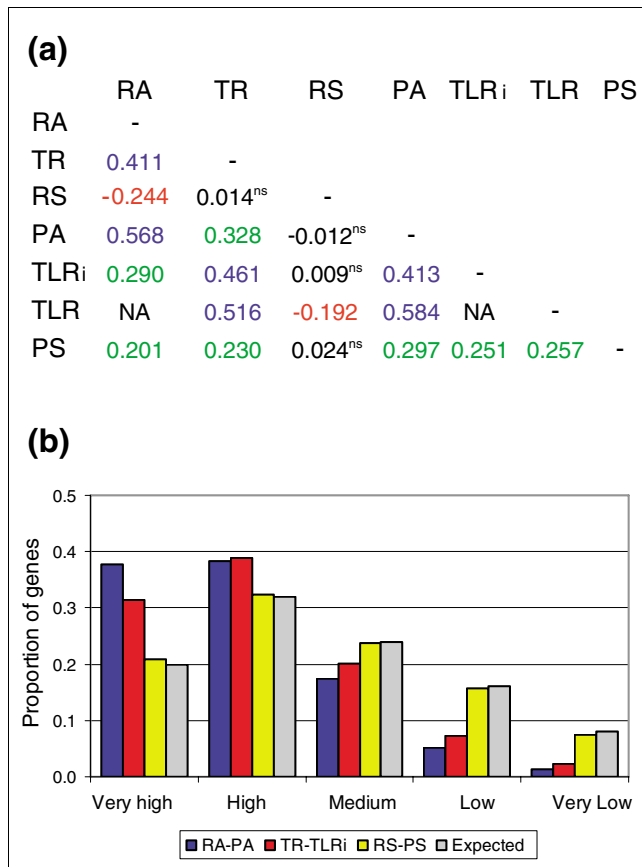 (a)
RA TR RS PA TLRi TLR PS
RA -
TR 0.411 -
RS -0.244 0.014ns -
PA 0.568 0.328 -0.012ns -
TLRi 0.290 0.461 0.009ns 0.413 -
TLR NA 0.516 -0.192 0.584 NA -
PS 0.201 0.230 0.024ns 0.297 0.251 0.257 -
(b)
Proportion of genes
0.5
0.4
0.3
0.2
0.1
0.0
Very high High Medium Low Very Low
RA-PA TR-TLRi RS-PS Expected